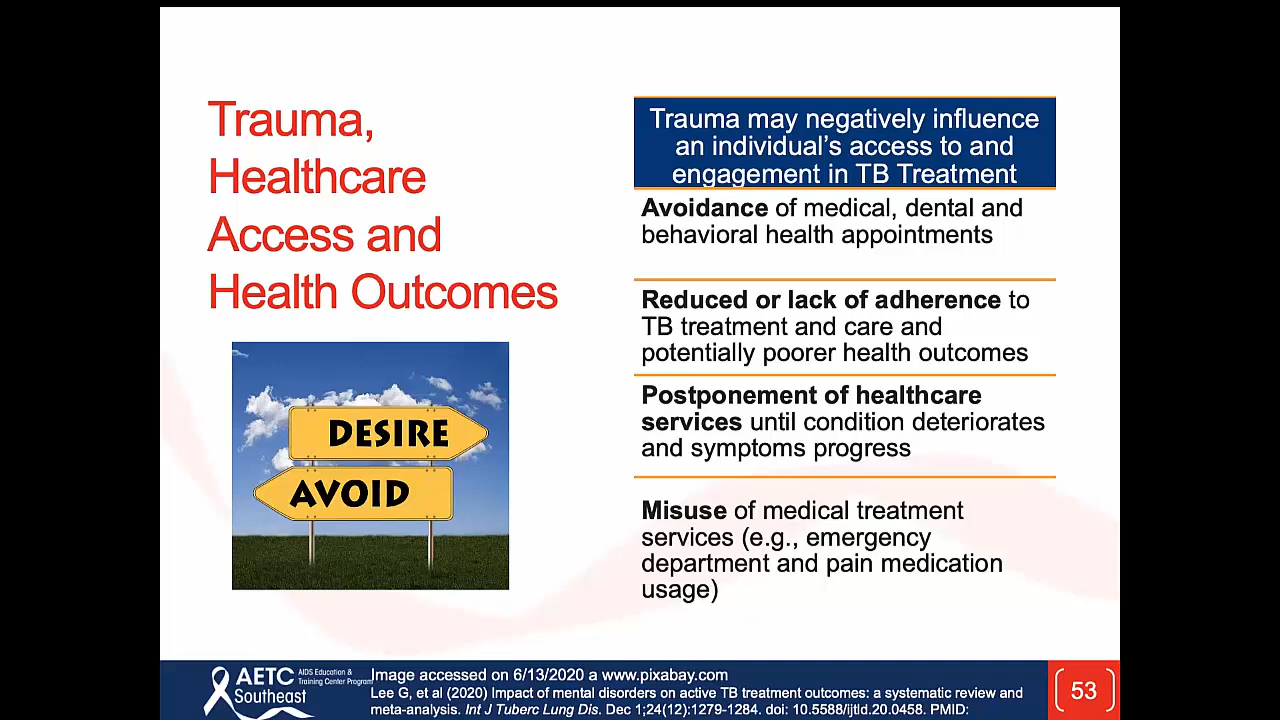 Trauma,
Healthcare
Access and
Health Outcomes
DESIRE
AVOID
Trauma may negatively influence
an individual’s access to and
engagement in TB Treatment
Avoidance of medical, dental and
behavioral health appointments
Reduced or lack of adherence to
TB treatment and care and
potentially poorer health outcomes
Postponement of healthcare
services until condition deteriorates
and symptoms progress
Misuse of medical treatment
services (e.g., emergency
department and pain medication
usage)
AETC AIDS Education &
Training Center Program
Southeast
Image accessed on 6/13/2020 a www.pixabay.com
Lee G, et al (2020) Impact of mental disorders on active TB treatment outcomes: a systematic review and
meta-analysis. Int J Tuberc Lung Dis. Dec 1;24(12):1279-1284. doi: 10.5588/ijtld.20.0458. PMID:
53